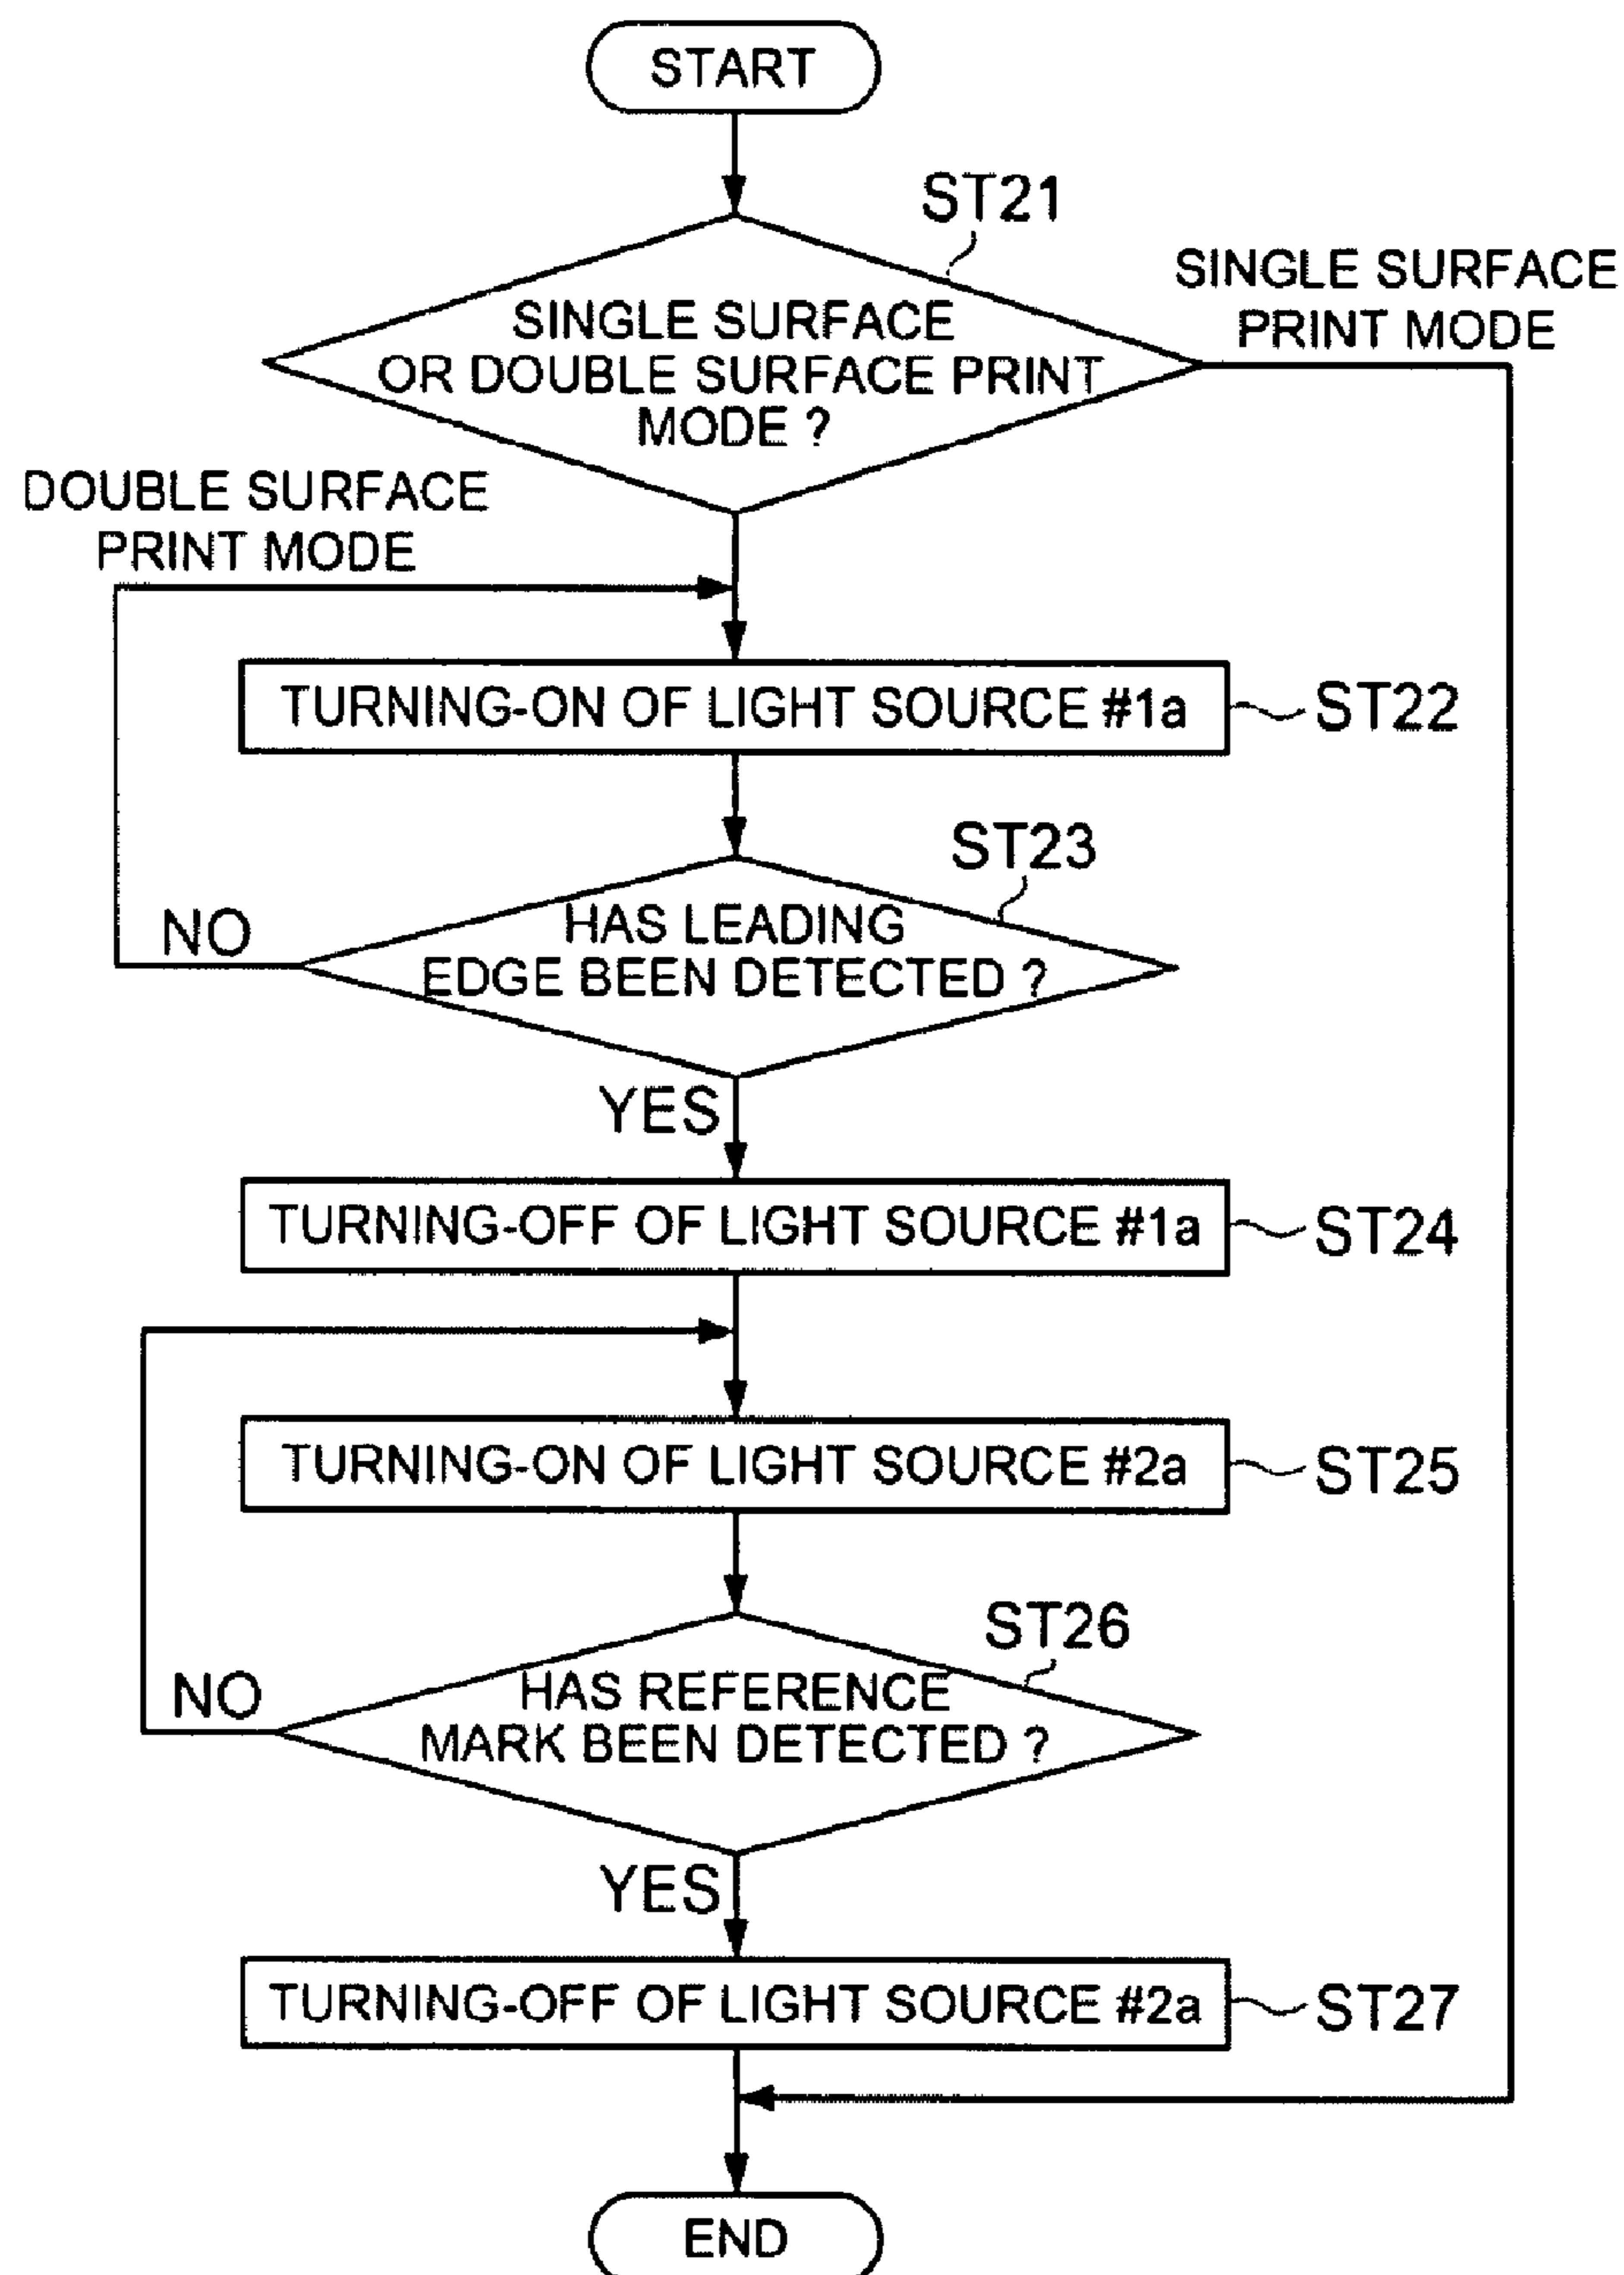 START
ST21
SINGLE SURFACE
PRINT MODE
SINGLE SURFACE
OR DOUBLE SURFACE PRINT
MODE ?
DOUBLE SURFACE
PRINT MODE
TURNING-ON OF LIGHT SOURCE #1a
ST22
ST23
HAS LEADING
EDGE BEEN DETECTED ?
NO
YES
TURNING-OFF OF LIGHT SOURCE #1a
ST24
TURNING-ON OF LIGHT SOURCE #2a
ST25
ST26
HAS REFERENCE
MARK BEEN DETECTED ?
NO
YES
TURNING-OFF OF LIGHT SOURCE #2a
ST27
END